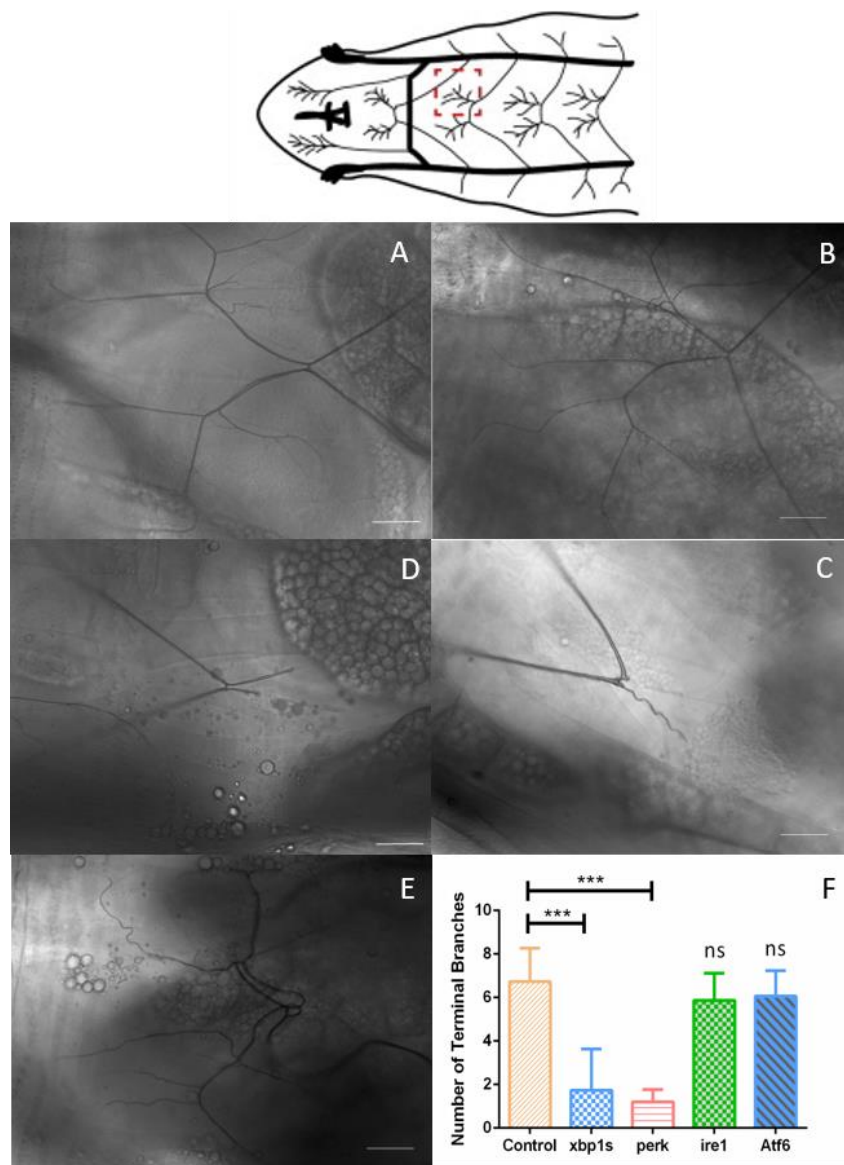 A
B
D
C
E
F
***
***
ns
ns
10
8
6
4
2
0
Number of Terminal Branches
Control
xbp1s
perk
ire1
Atf6